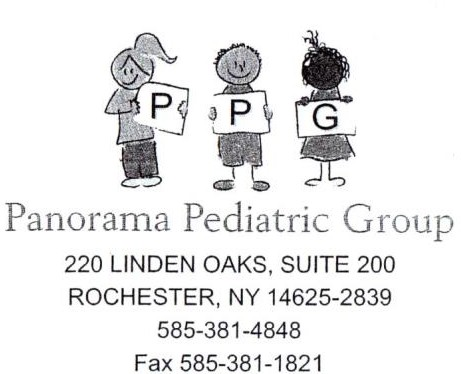 P P G
Panorama Pediatric Group
220 LINDEN OAKS, SUITE 200
ROCHESTER, NY 14625-2839
585-381-4848
Fax 585-381-1821